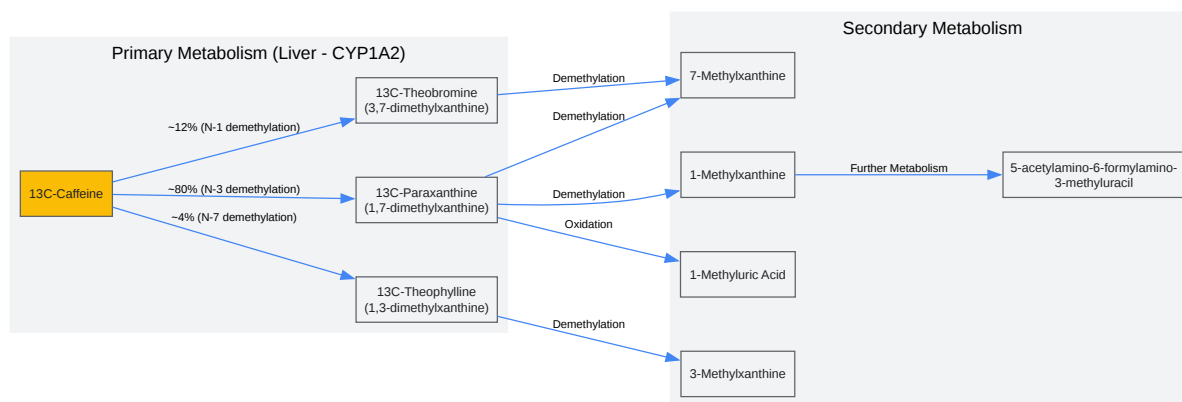 Primary Metabolism (Liver - CYP1A2)
13C-Caffeine
~12% (N-1 demethylation)
~80% (N-3 demethylation)
~4% (N-7 demethylation)
13C-Theobromine
(3,7-dimethylxanthine)
13C-Paraxanthine
(1,7-dimethylxanthine)
13C-Theophylline
(1,3-dimethylxanthine)
Demethylation
Demethylation
Demethylation
Oxidation
Demethylation
Secondary Metabolism
7-Methylxanthine
1-Methylxanthine
1-Methyluric Acid
3-Methylxanthine
Further Metabolism
5-acetylamino-6-formylamino-
3-methyluracil